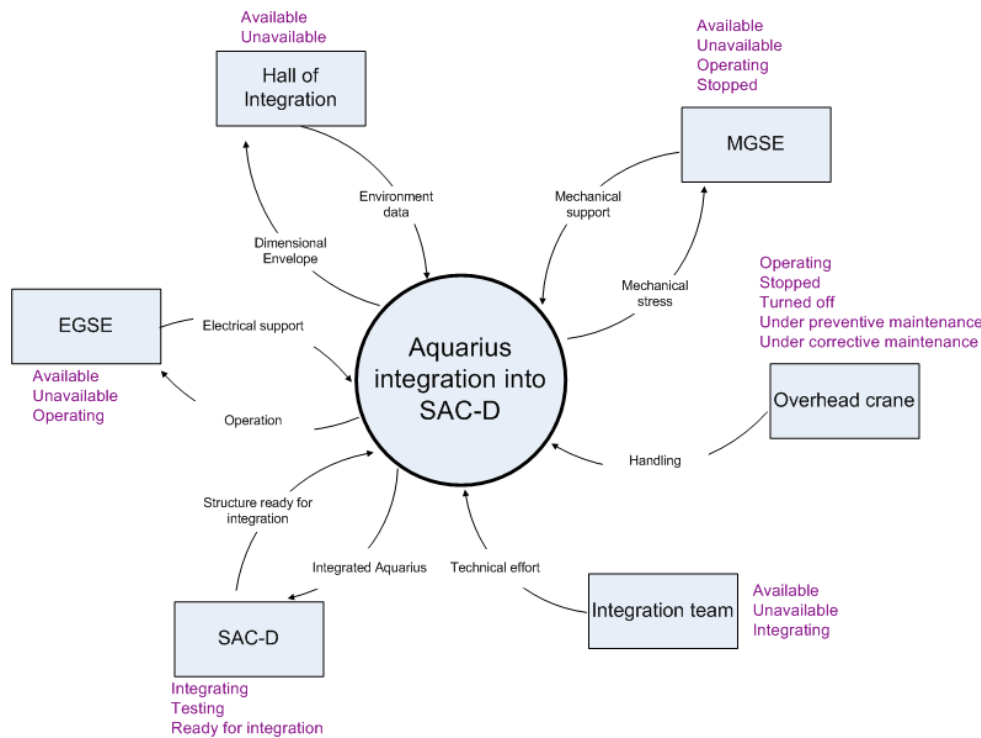 Available
Unavailable
Hall of
Integration
Available
Unavailable
Operating
Stopped
MGSE
Environment
data
Mechanical
support
Dimensional
Envelope
Mechanical
stress
Operating
Stopped
Turned off
Under preventive maintenance
Under corrective maintenance
EGSE
Electrical support
Available
Unavailable
Operating
Operation
Aquarius
integration into
SAC-D
Overhead crane
Handling
Structure ready for
integration
Integrated Aquarius
Technical effort
Integration team
Available
Unavailable
Integrating
SAC-D
Integrating
Testing
Ready for integration